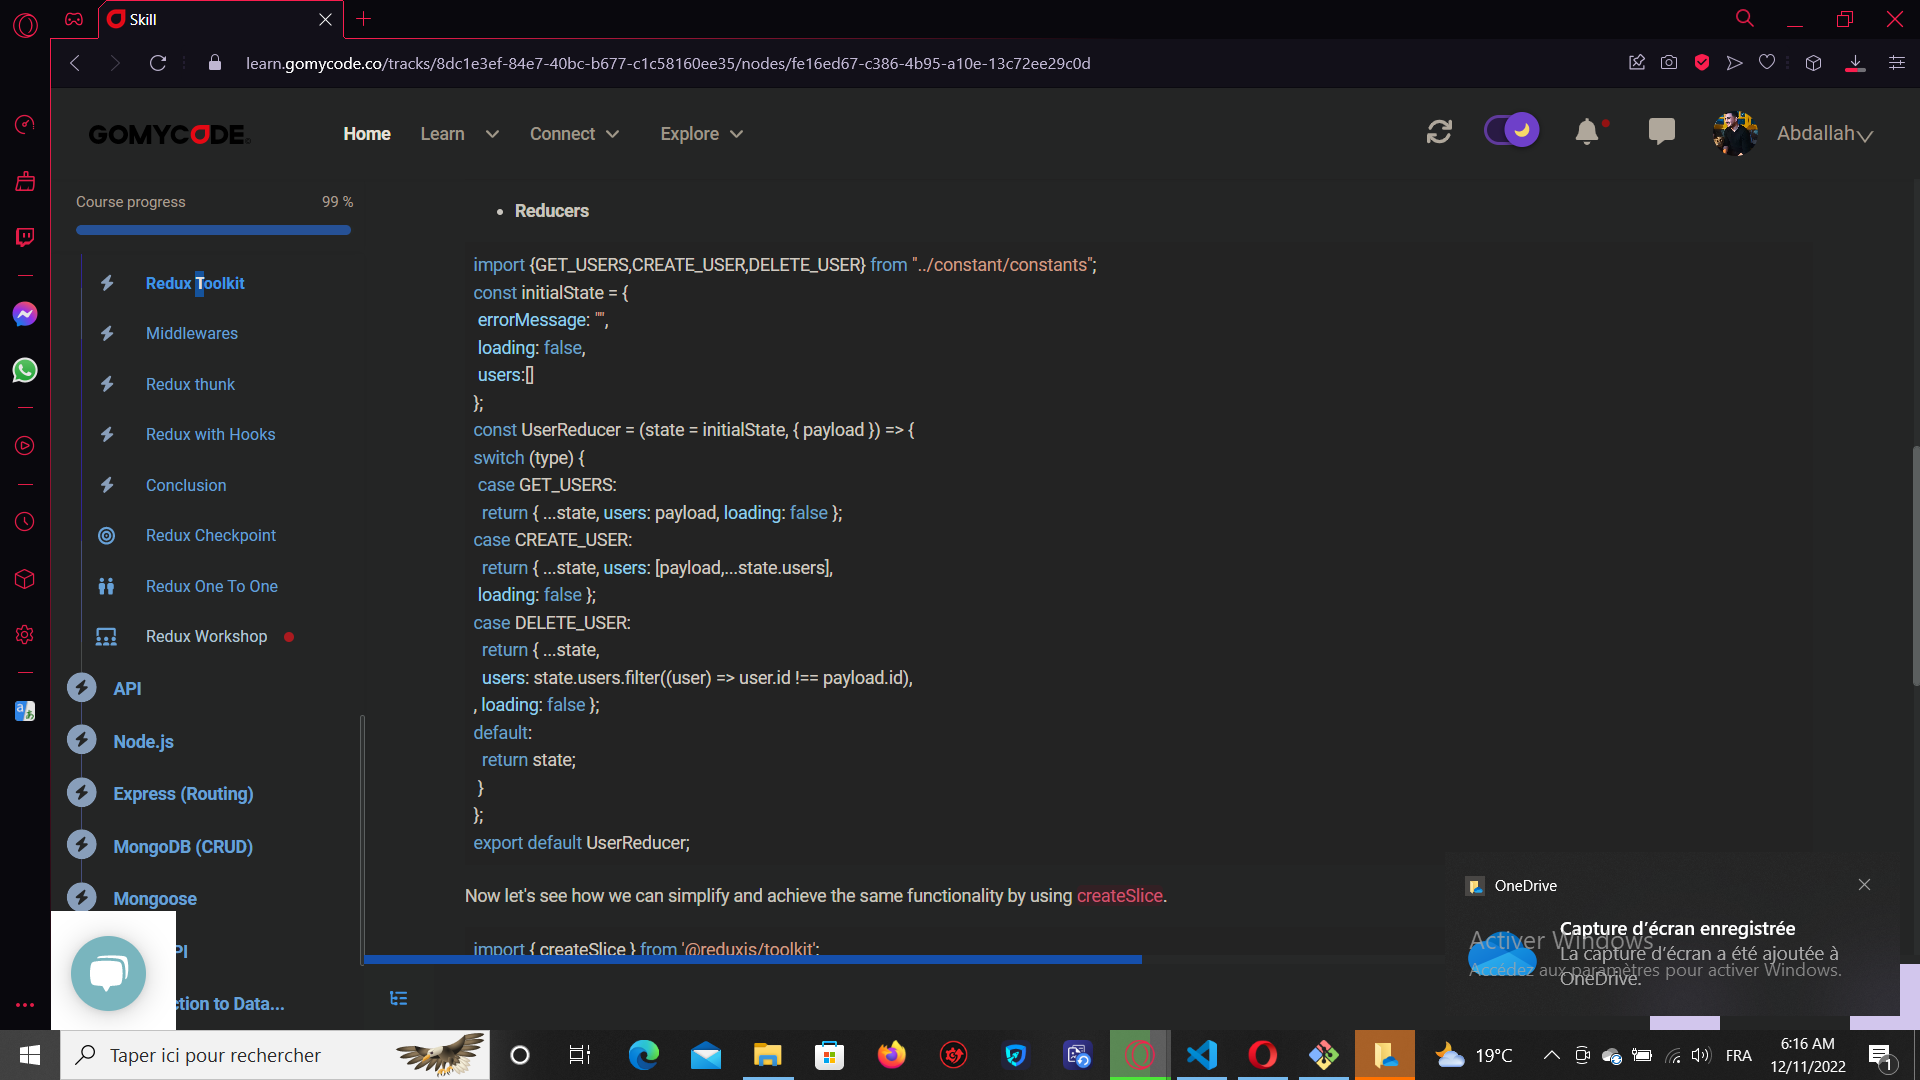 Skill
learn.gomycode.co/tracks/8dc1e3ef-84e7-40bc-b677-c1c58160ee35/nodes/fe16ed67-c386-4b95-a10e-13c72ee29c0d
GOMYCODE
Home Learn Connect Explore
Abdallah
Course progress 99 %
Redux Toolkit
Middlewares
Redux thunk
Redux with Hooks
Conclusion
Redux Checkpoint
Redux One To One
Redux Workshop
API
Node.js
Express (Routing)
MongoDB (CRUD)
Mongoose
PI
ction to Data...
• Reducers
import {GET_USERS,CREATE_USER,DELETE_USER} from "../constant/constants";
const initialState = {
errorMessage: "",
loading: false,
users:[]
};
const UserReducer = (state = initialState, { payload }) => {
switch (type) {
case GET_USERS:
return { ...state, users: payload, loading: false };
case CREATE_USER:
return { ...state, users: [payload,...state.users],
loading: false };
case DELETE_USER:
return { ...state,
users: state.users.filter((user) => user.id !== payload.id),
, loading: false };
default:
return state;
}
};
export default UserReducer;
Now let's see how we can simplify and achieve the same functionality by using createSlice.
import { createSlice } from '@reduxjs/toolkit';
OneDrive
Capture d'écran enregistrée
La capture d'écran a été ajoutée à
OneDrive.
Activer Windows
Accédez aux paramètres pour activer Windows.
Taper ici pour rechercher
19°C
FRA
6:16 AM
12/11/2022
1